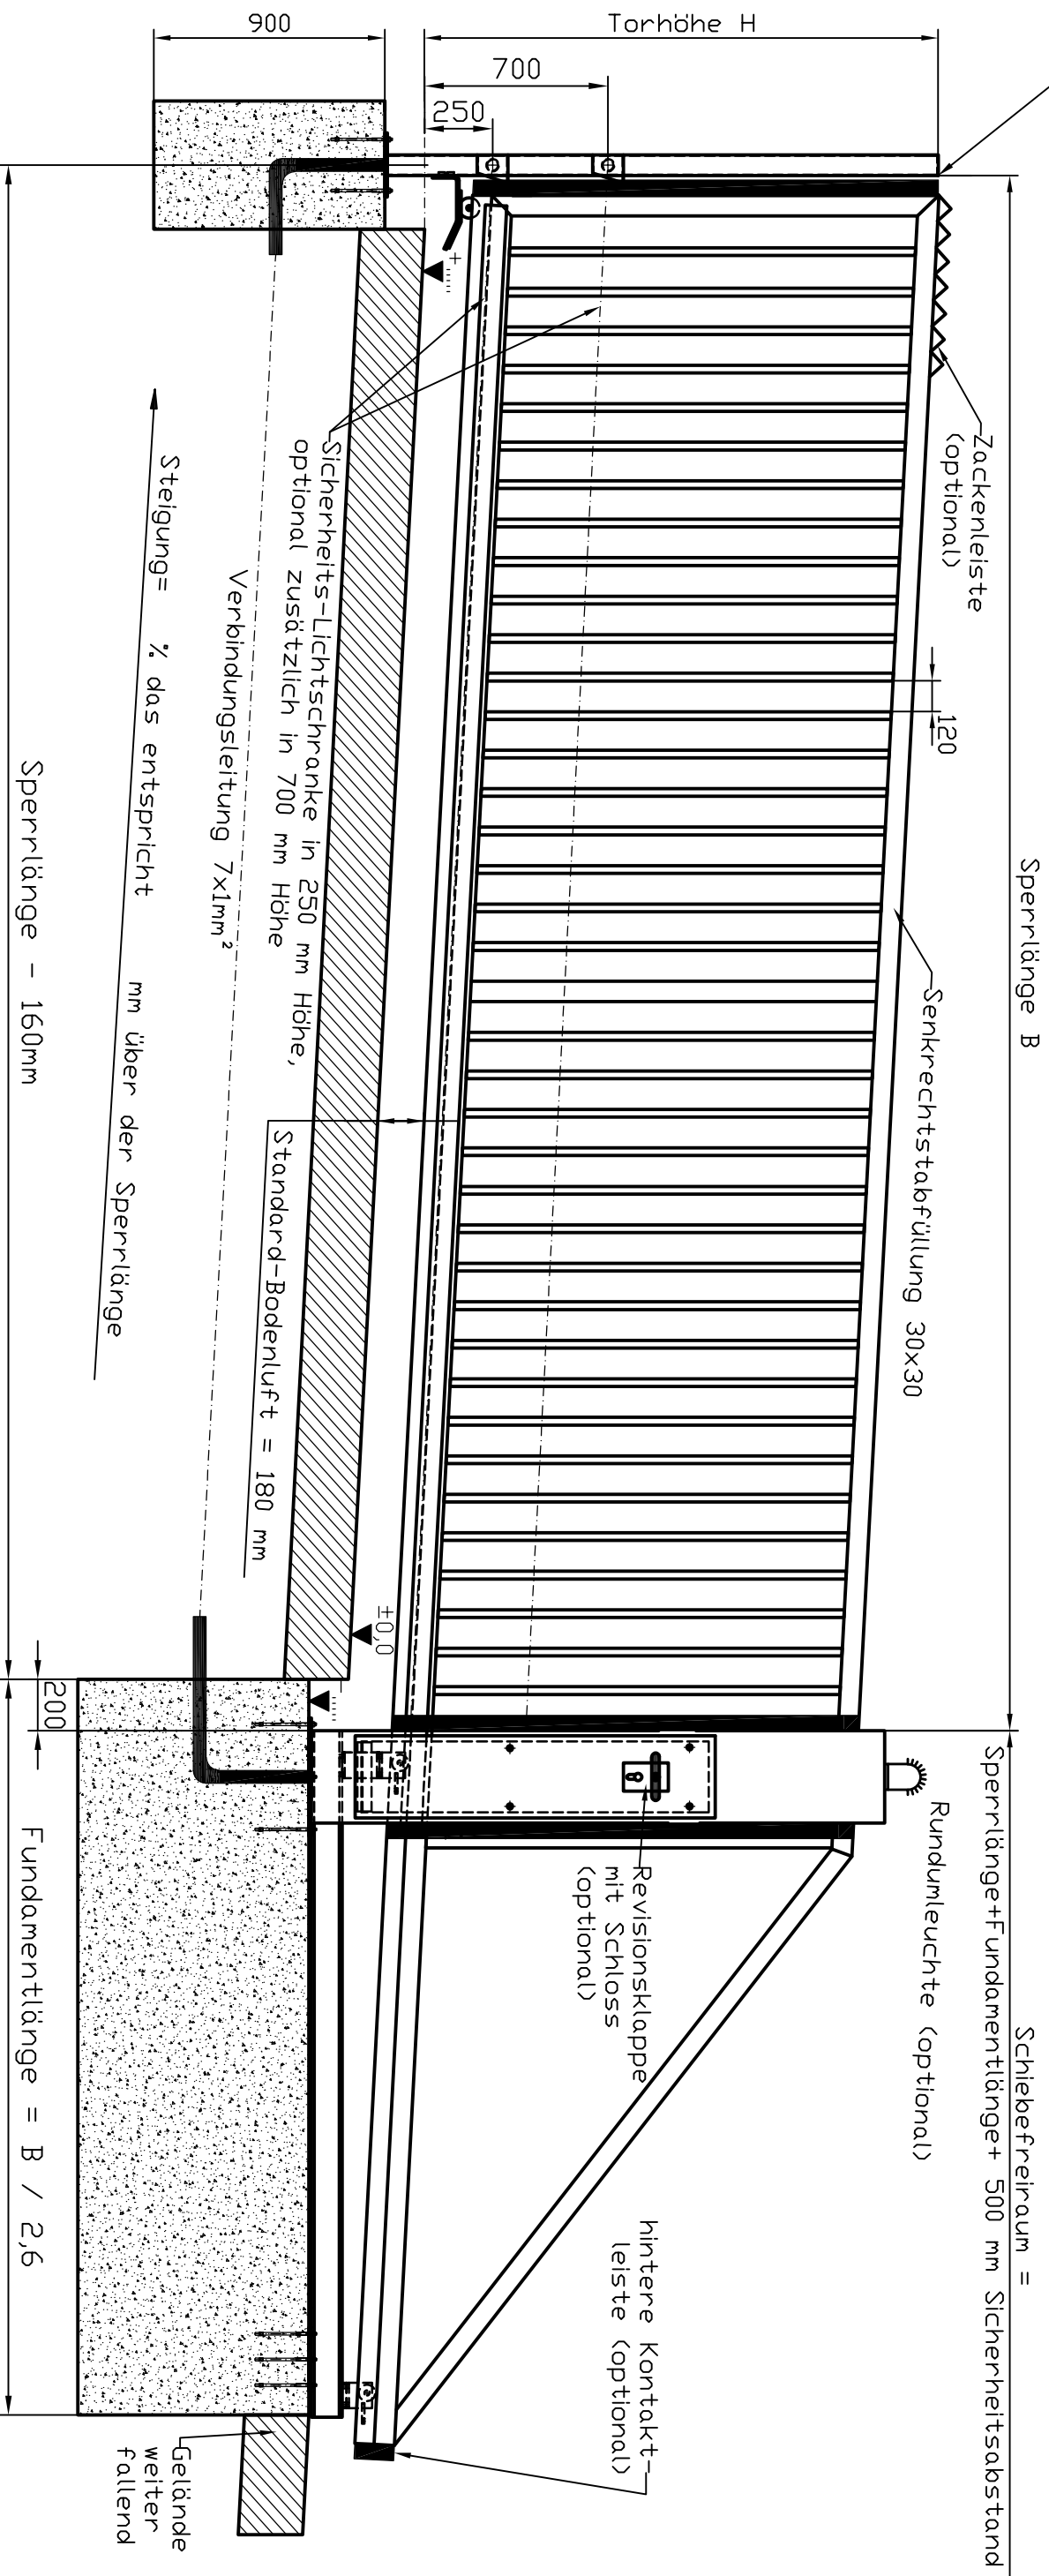 Sperrlänge B
Schiebefreiraum =
Sperrlänge+Fundamentlänge+ 500 mm Sicherheitsabstand
Torhöhe H
900
700
250
Zackenleiste
(optional)
120
Senkrechtstabfüllung 30x30
Rundumleuchte (optional)
Revisionsklappe
mit Schloss
(optional)
hintere Kontakt-
leiste (optional)
+
±0,0
Sicherheits-Lichtschranke in 250 mm Höhe,
optional zusätzlich in 700 mm Höhe
Standard-Bodenluft = 180 mm
Verbindungsleitung 7x1mm²
Steigung= % das entspricht mm über der Sperrlänge
Gelände
weiter
fallend
200
Sperrlänge - 160mm
Fundamentlänge = B / 2,6